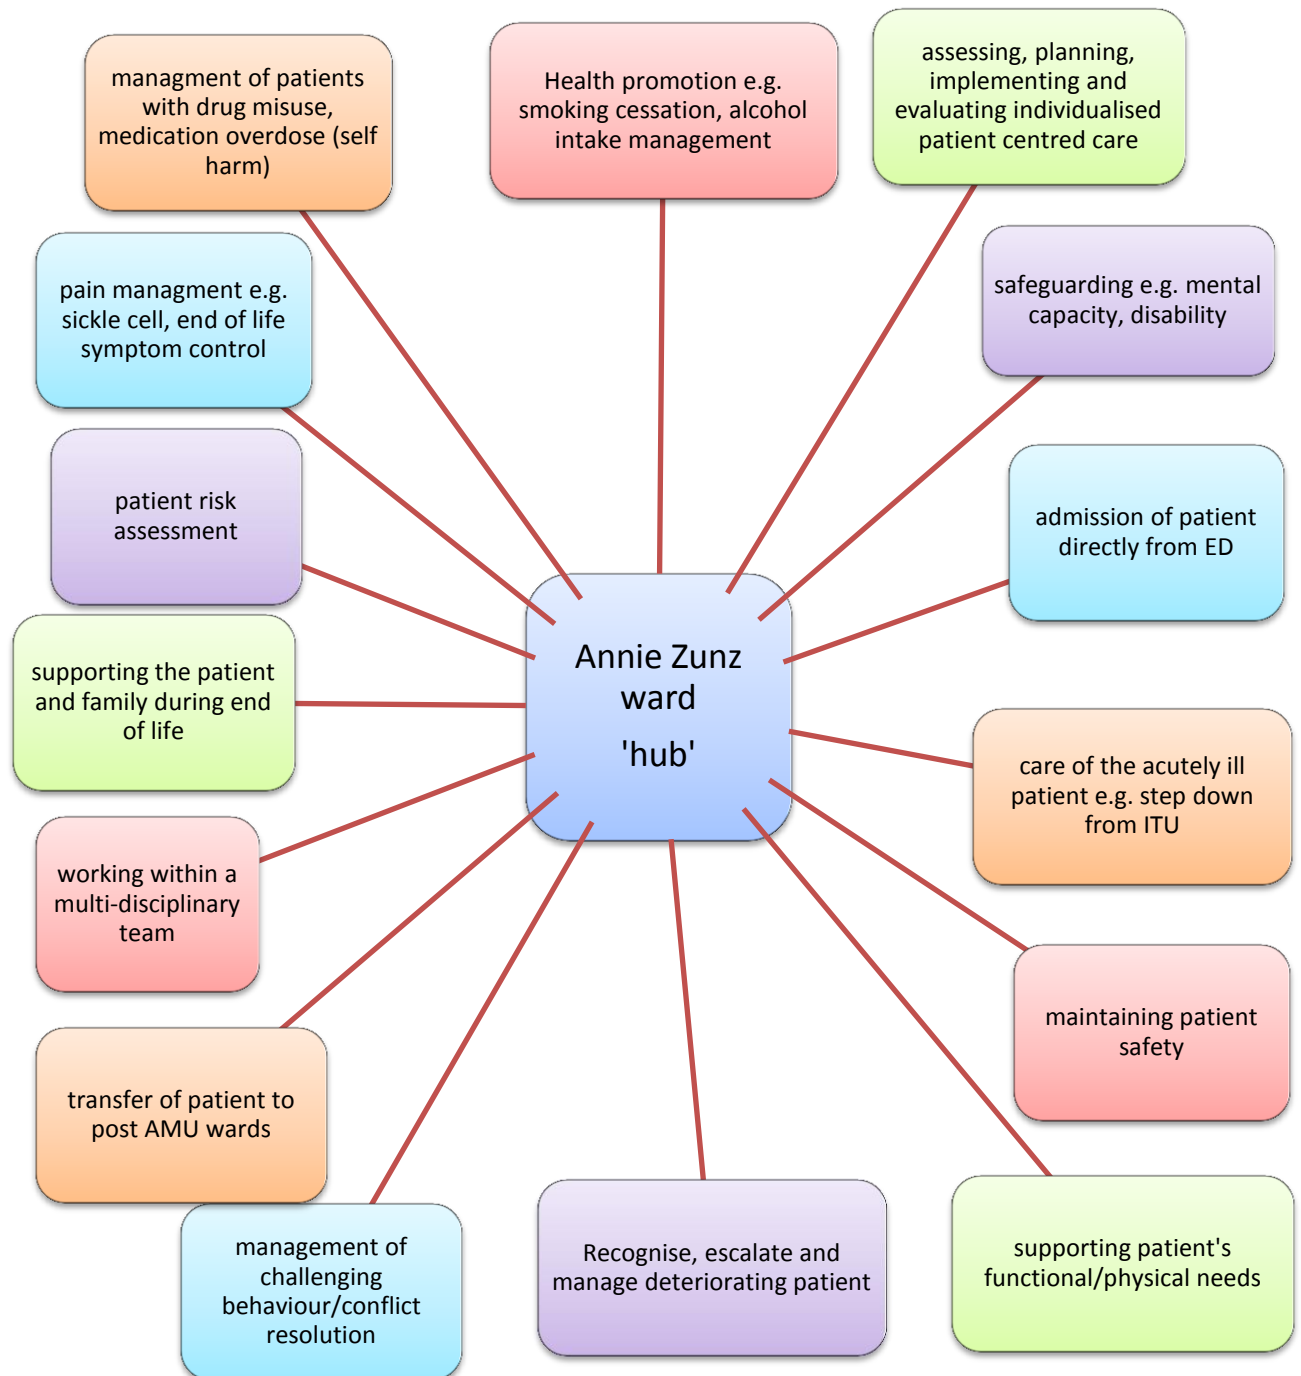 managment of patients
with drug misuse,
medication overdose (self
harm)
Health promotion e.g.
smoking cessation, alcohol
intake management
assessing, planning,
implementing and
evaluating individualised
patient centred care
pain managment e.g.
sickle cell, end of life
symptom control
safeguarding e.g. mental
capacity, disability
patient risk
assessment
admission of patient
directly from ED
Annie Zunz
ward
'hub'
supporting the patient
and family during end
of life
care of the acutely ill
patient e.g. step down
from ITU
working within a
multi-disciplinary
team
maintaining patient
safety
transfer of patient to
post AMU wards
management of
challenging
behaviour/conflict
resolution
Recognise, escalate and
manage deteriorating patient
supporting patient's
functional/physical needs